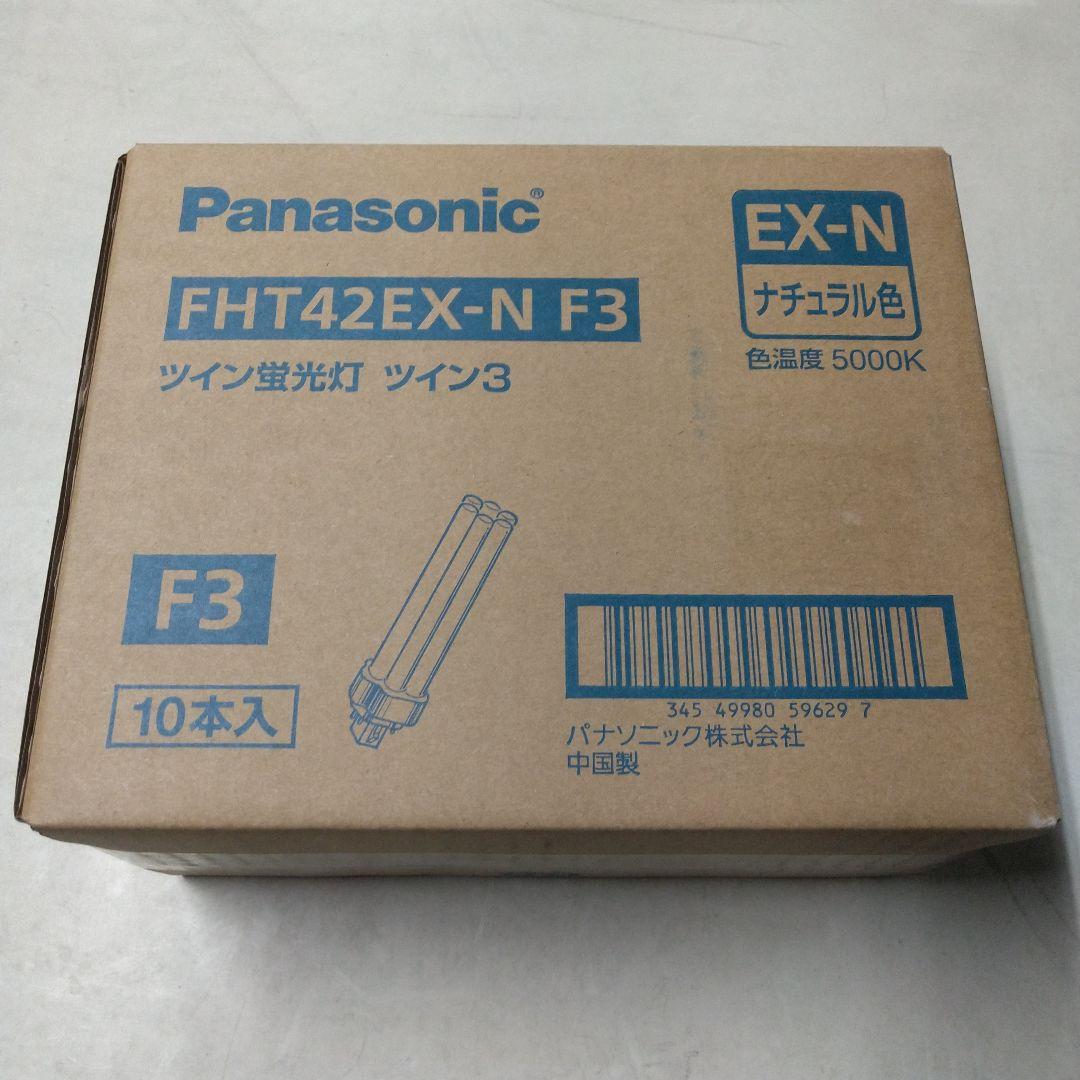 Panasonic®
EX-N
ナチュラル色
色温度 5000K
FHT42EX-N F3
ツイン蛍光灯 ツイン3
F3
10本入
345 49980 59629 7
パナソニック株式会社
中国製